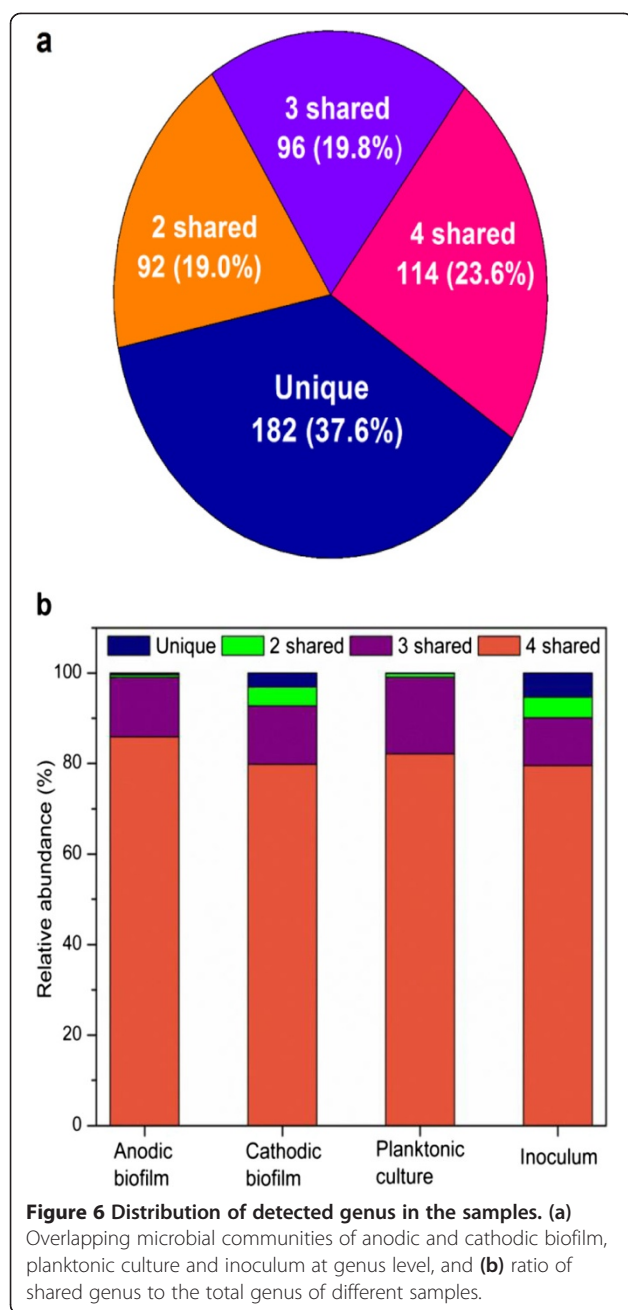 a
3 shared
96 (19.8%)
2 shared
92 (19.0%)
4 shared
114 (23.6%)
Unique
182 (37.6%)
b
Unique 2 shared 3 shared 4 shared
100
80
60
40
20
0
Relative abundance (%)
Anodic biofilm
Cathodic biofilm
Planktonic culture
Inoculum
Figure 6 Distribution of detected genus in the samples. (a)
Overlapping microbial communities of anodic and cathodic biofilm,
planktonic culture and inoculum at genus level, and (b) ratio of
shared genus to the total genus of different samples.